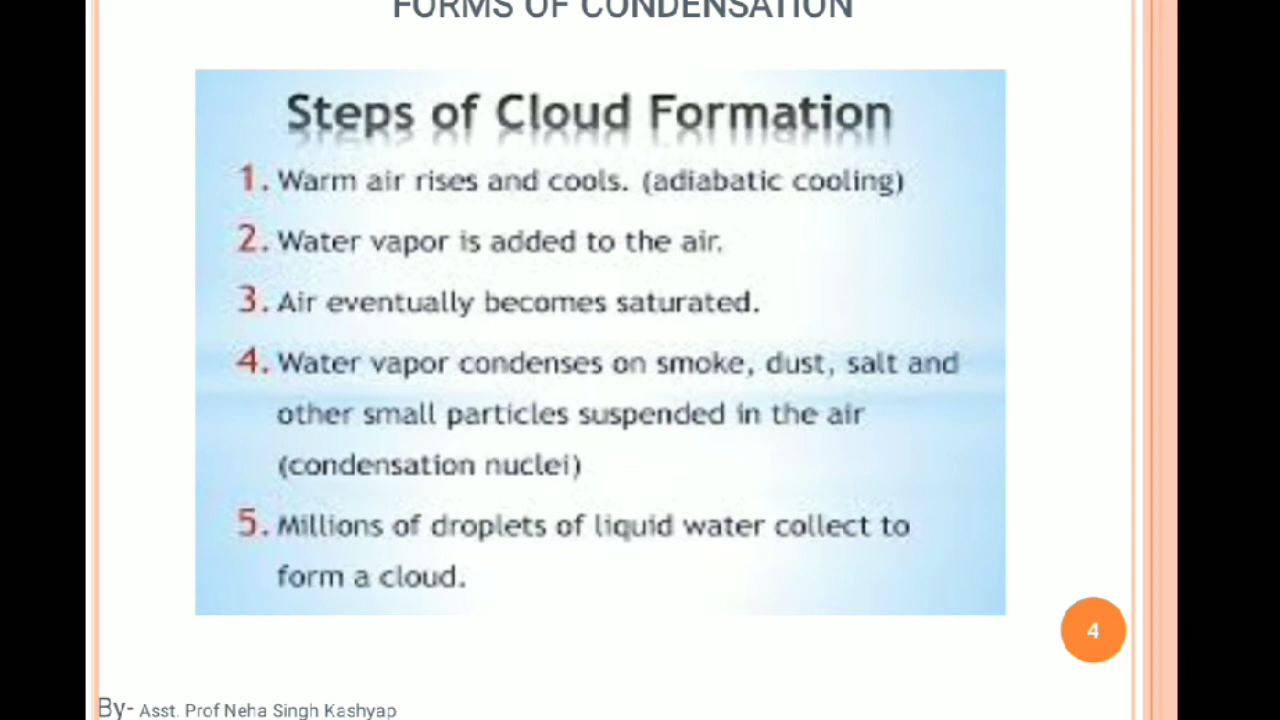 FORMS OF CONDENSATION
Steps of Cloud Formation
1. Warm air rises and cools. (adiabatic cooling)
2. Water vapor is added to the air.
3. Air eventually becomes saturated.
4. Water vapor condenses on smoke, dust, salt and
other small particles suspended in the air
(condensation nuclei)
5. Millions of droplets of liquid water collect to
form a cloud.
4
By- Asst. Prof Neha Singh Kashyap